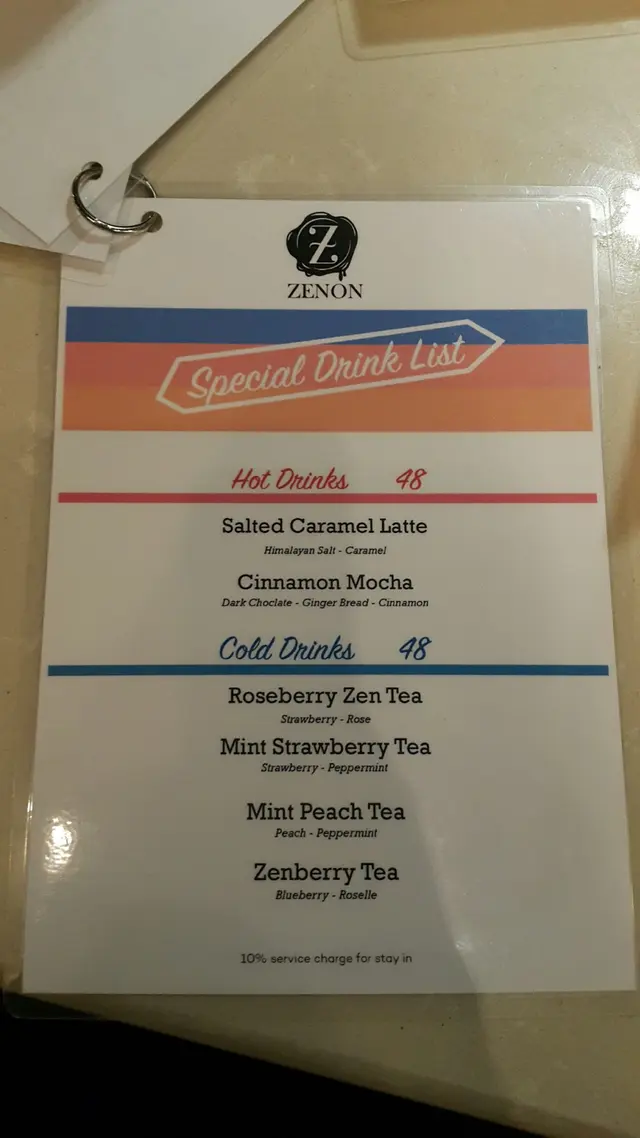 Z
ZENON
Special Drink List
Hot Drinks 48
Salted Caramel Latte
Himalayan Salt - Caramel
Cinnamon Mocha
Dark Choclate - Ginger Bread - Cinnamon
Cold Drinks 48
Roseberry Zen Tea
Strawberry - Rose
Mint Strawberry Tea
Strawberry - Peppermint
Mint Peach Tea
Peach - Peppermint
Zenberry Tea
Blueberry - Roselle
10% service charge for stay in